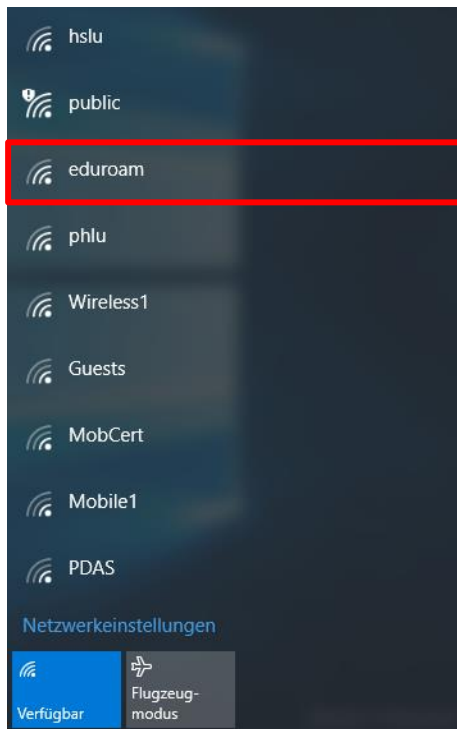 hslu
public
eduroam
phlu
Wireless1
Guests
MobCert
Mobile1
PDAS
Netzwerkeinstellungen
Verfügbar
Flugzeug-
modus